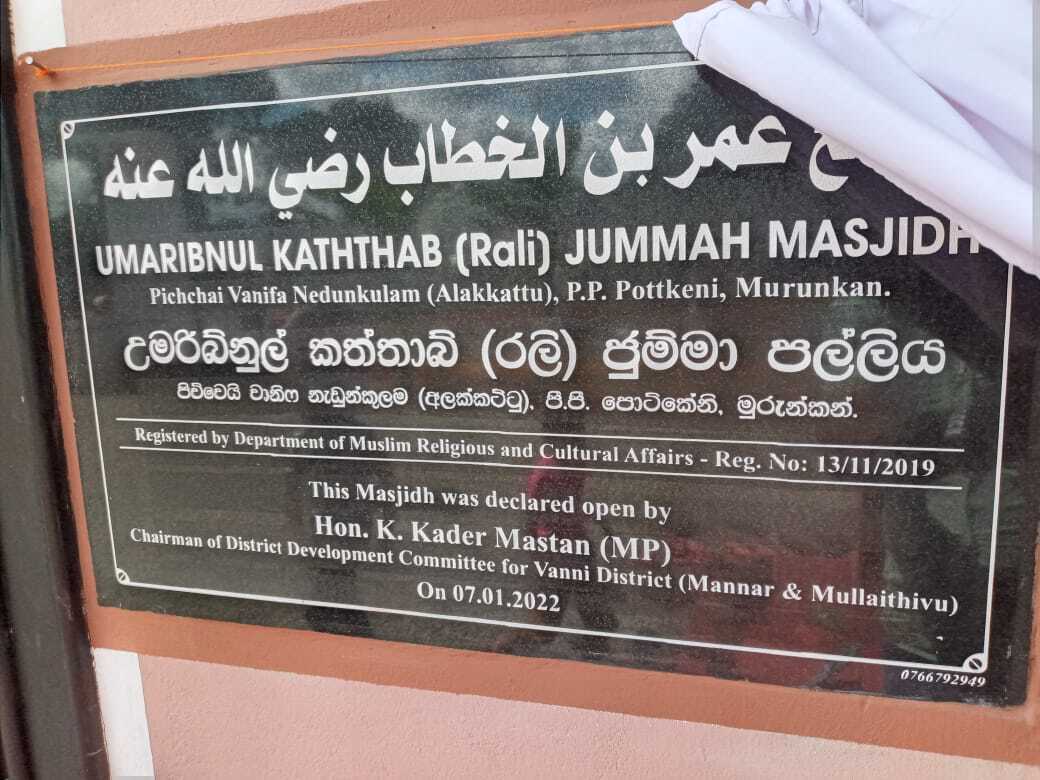 عمر بن الخطاب رضي الله عنه
UMARIBNUL KATHTHAB (Rali) JUMMAH MASJIDH
Pichchai Vanifa Nedunkulam (Alakkattu), P.P. Pottkeni, Murunkan.
උමරිබ්නුල් කත්තාබ් (රලි) ජුම්මා පල්ලිය
පිච්චෙයි වානිෆ නැඩුන්කුලම (අලක්කට්ටු), පී.පී. පොට්කේනි, මුරුන්කන්.
Registered by Department of Muslim Religious and Cultural Affairs - Reg. No: 13/11/2019
This Masjidh was declared open by
Hon. K. Kader Mastan (MP)
Chairman of District Development Committee for Vanni District (Mannar & Mullaithivu)
On 07.01.2022
0766792949